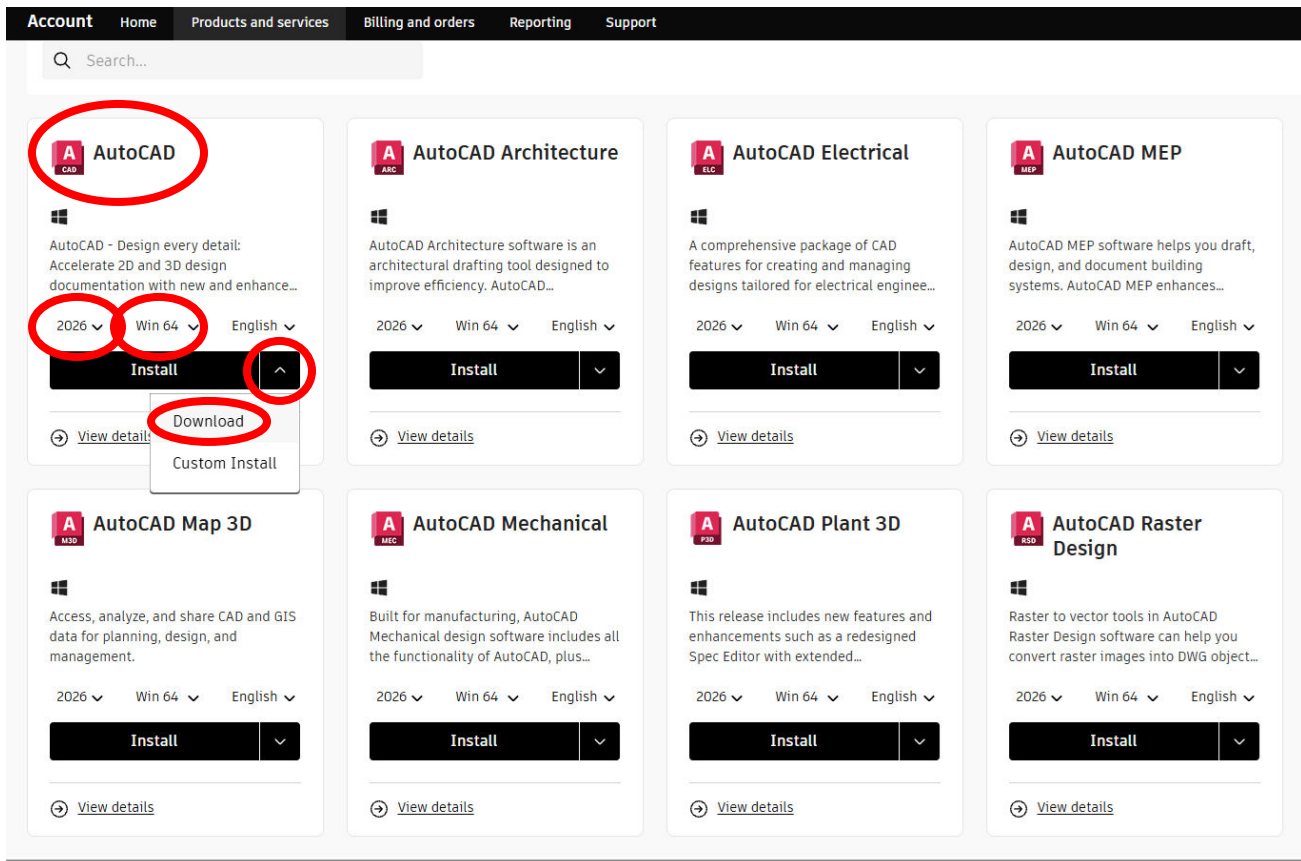 Account Home Products and services Billing and orders Reporting Support
Search...
A CAD AutoCAD
AutoCAD - Design every detail:
Accelerate 2D and 3D design
documentation with new and enhance...
2026 Win 64 English
Install
Download
Custom Install
View details
A ARC AutoCAD Architecture
AutoCAD Architecture software is an
architectural drafting tool designed to
improve efficiency. AutoCAD...
2026 Win 64 English
Install
View details
A ELC AutoCAD Electrical
A comprehensive package of CAD
features for creating and managing
designs tailored for electrical enginee...
2026 Win 64 English
Install
View details
A MEP AutoCAD MEP
AutoCAD MEP software helps you draft,
design, and document building
systems. AutoCAD MEP enhances...
2026 Win 64 English
Install
View details
A M3D AutoCAD Map 3D
Access, analyze, and share CAD and GIS
data for planning, design, and
management.
2026 Win 64 English
Install
View details
A MEC AutoCAD Mechanical
Built for manufacturing, AutoCAD
Mechanical design software includes all
the functionality of AutoCAD, plus...
2026 Win 64 English
Install
View details
A P3D AutoCAD Plant 3D
This release includes new features and
enhancements such as a redesigned
Spec Editor with extended...
2026 Win 64 English
Install
View details
A RSD AutoCAD Raster
Design
Raster to vector tools in AutoCAD
Raster Design software can help you
convert raster images into DWG object...
2026 Win 64 English
Install
View details